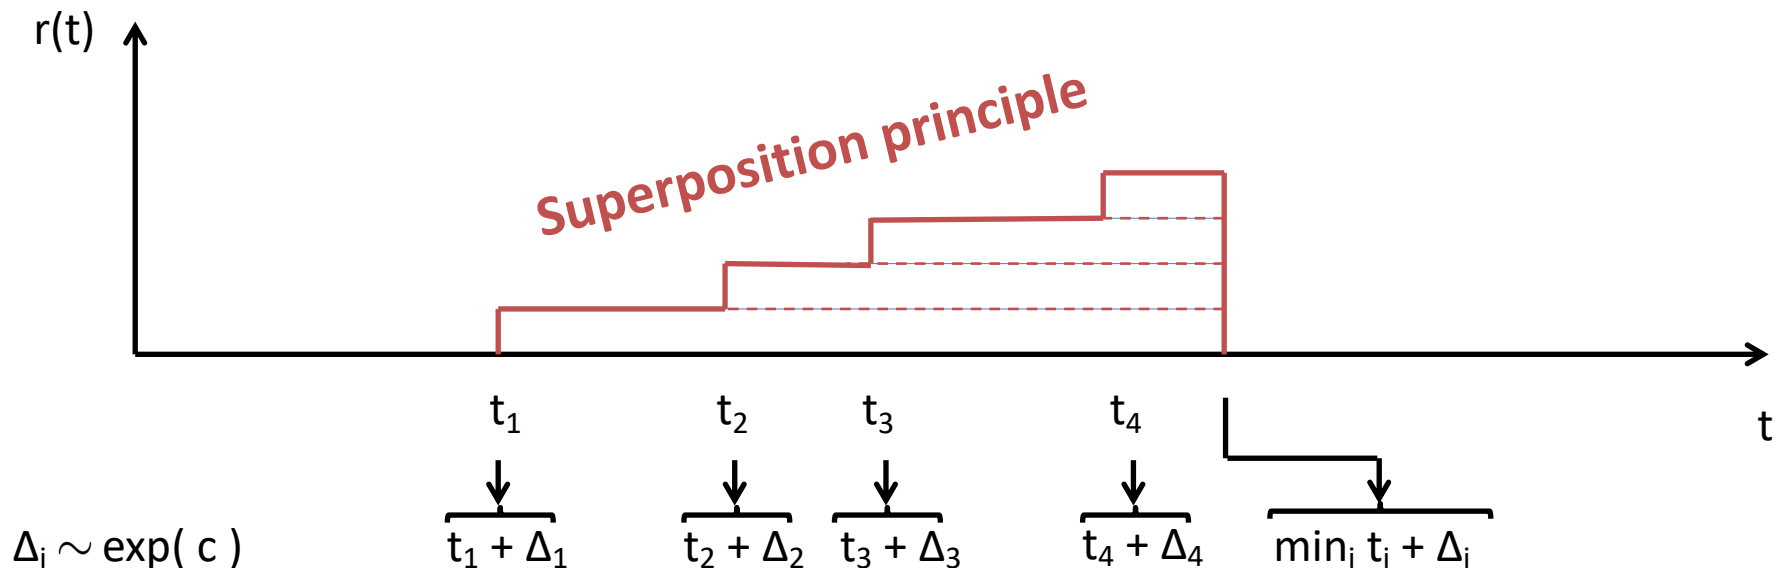 r(t)
Superposition principle
t₁ t₂ t₃ t₄ t
Δᵢ ∼ exp( c ) t₁ + Δ₁ t₂ + Δ₂ t₃ + Δ₃ t₄ + Δ₄ minᵢ tᵢ + Δᵢ